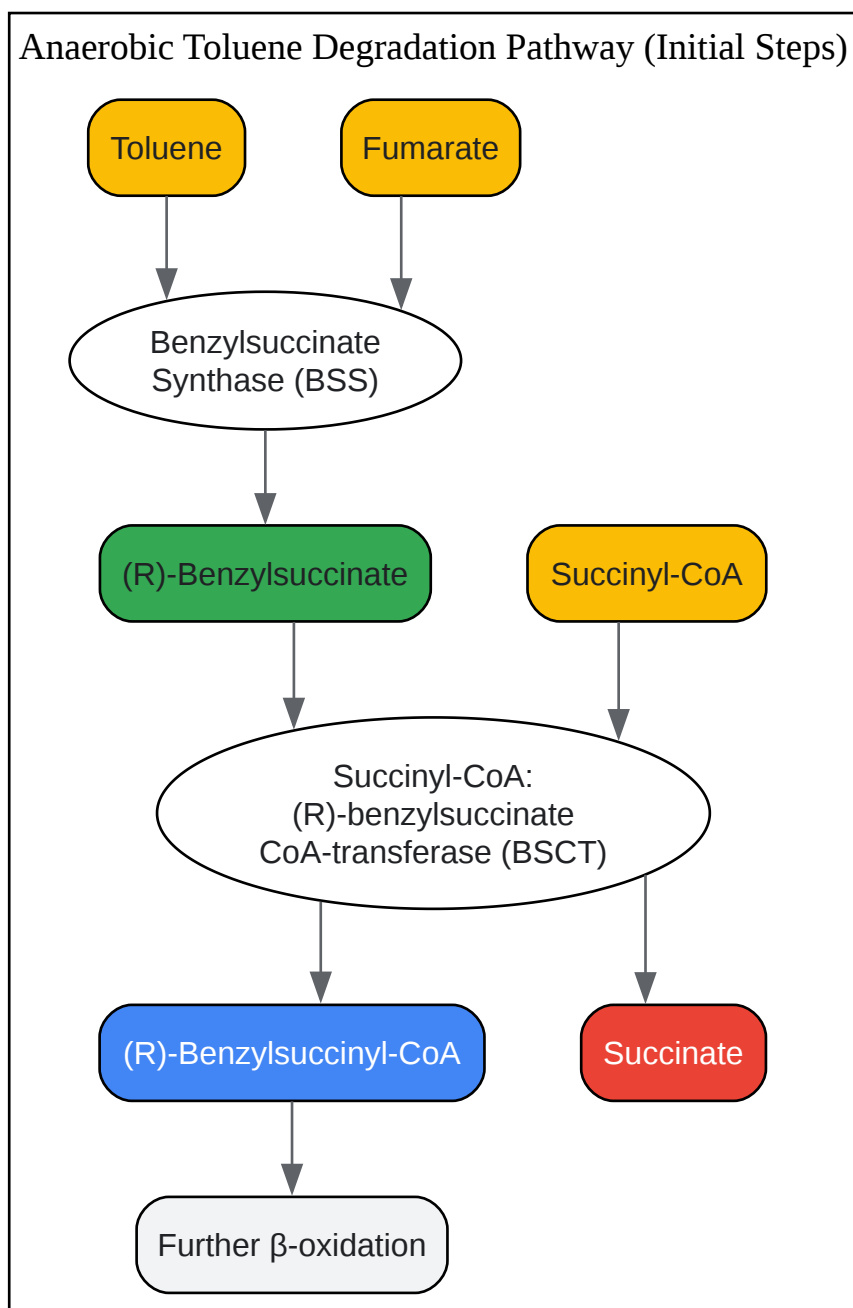 Anaerobic Toluene Degradation Pathway (Initial Steps)
Toluene
Fumarate
Benzylsuccinate
Synthase (BSS)
(R)-Benzylsuccinate
Succinyl-CoA
Succinyl-CoA:
(R)-benzylsuccinate
CoA-transferase (BSCT)
(R)-Benzylsuccinyl-CoA
Succinate
Further β-oxidation